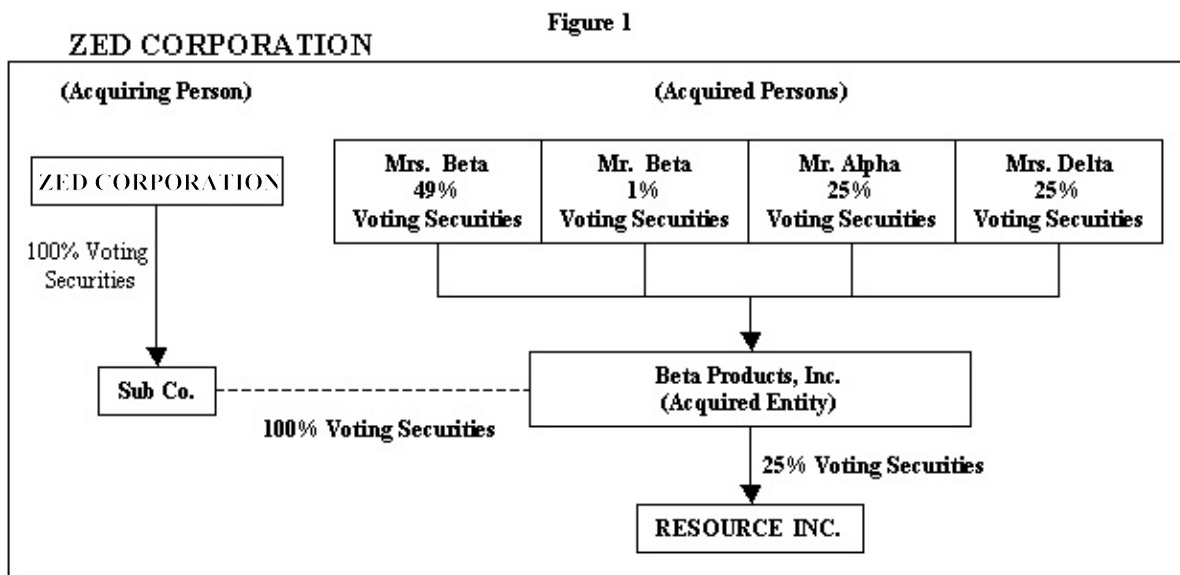 Figure 1
ZED CORPORATION
(Acquiring Person)
(Acquired Persons)
ZED CORPORATION
Mrs. Beta
49%
Voting Securities
Mr. Beta
1%
Voting Securities
Mr. Alpha
25%
Voting Securities
Mrs. Delta
25%
Voting Securities
100% Voting
Securities
Sub Co.
Beta Products, Inc.
(Acquired Entity)
100% Voting Securities
25% Voting Securities
RESOURCE INC.